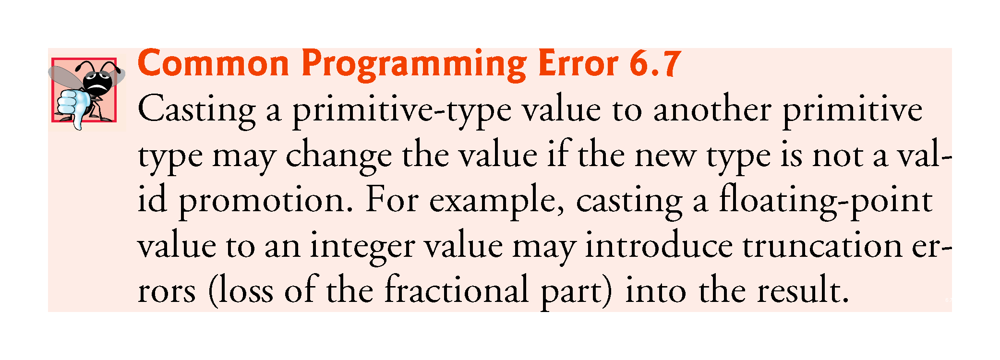 Common Programming Error 6.7
Casting a primitive-type value to another primitive
type may change the value if the new type is not a val-
id promotion. For example, casting a floating-point
value to an integer value may introduce truncation er-
rors (loss of the fractional part) into the result.